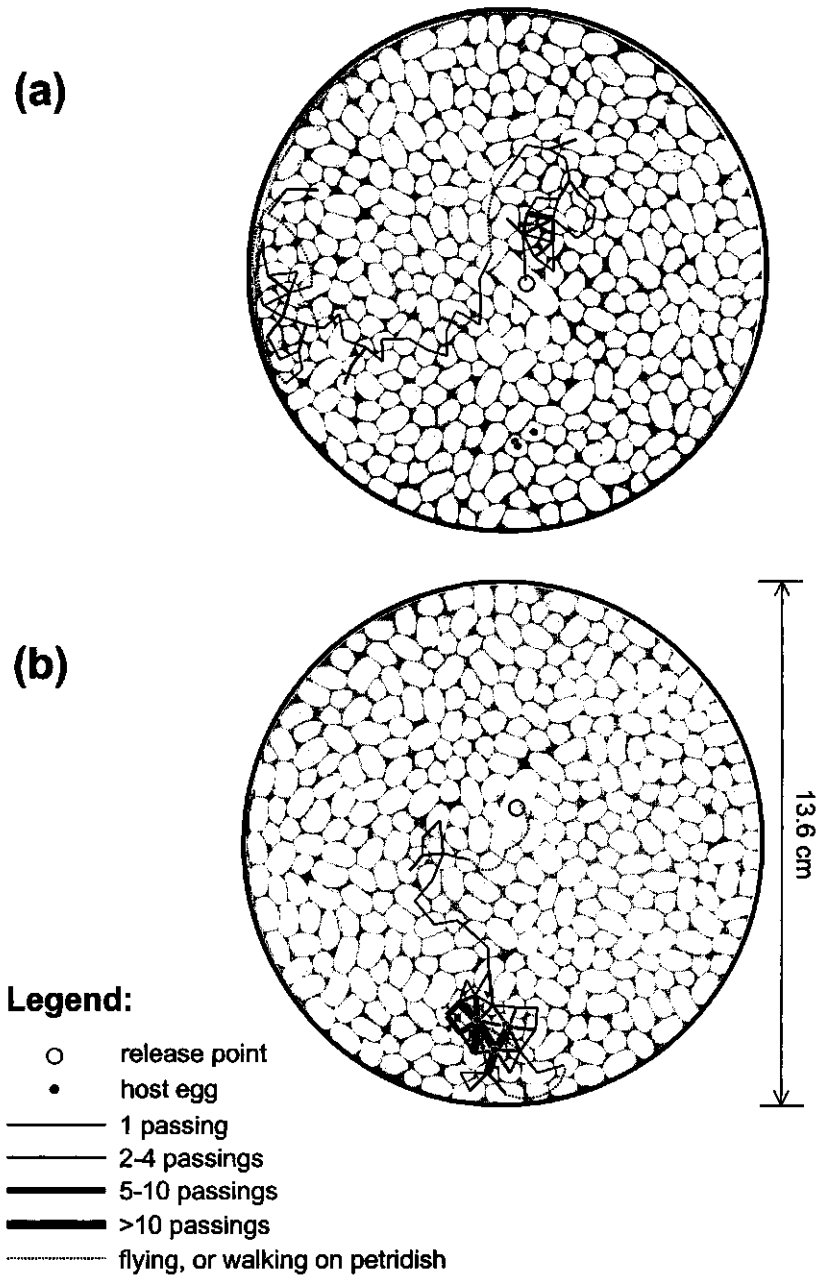 (a)
(b)
13.6 cm
Legend:
release point
host egg
1 passing
2-4 passings
5-10 passings
>10 passings
flying, or walking on petridish